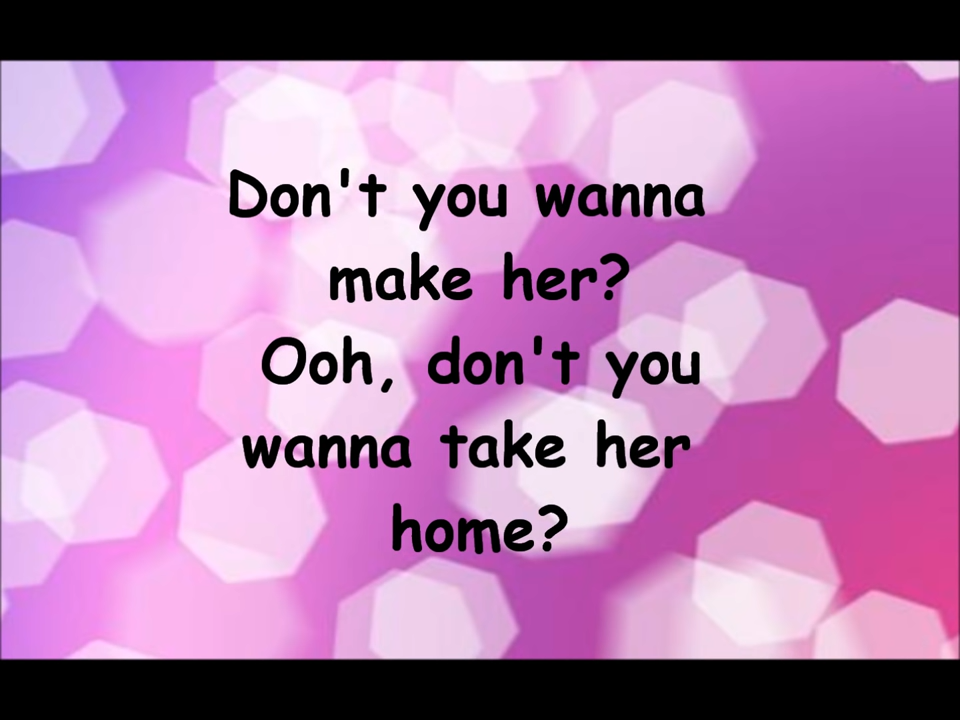 Don't you wanna
make her?
Ooh, don't you
wanna take her
home?